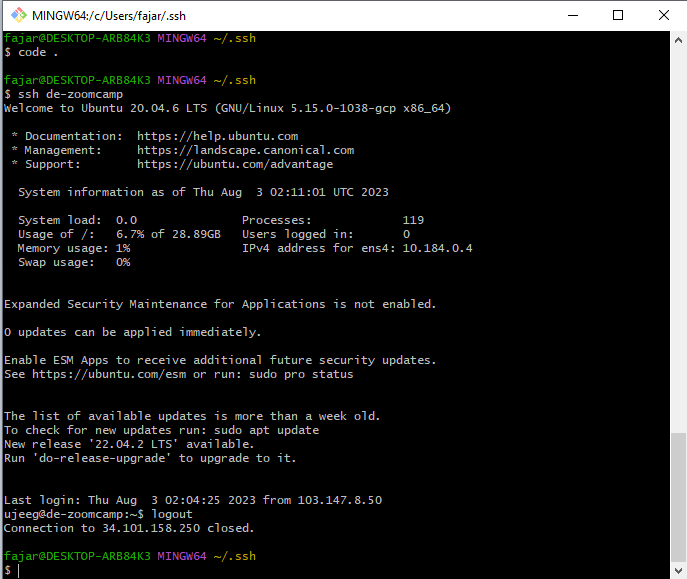 MINGW64:/c/Users/fajar/.ssh
fajar@DESKTOP-ARB84K3 MINGW64 ~/.ssh
$ code .
fajar@DESKTOP-ARB84K3 MINGW64 ~/.ssh
$ ssh de-zoomcamp
Welcome to Ubuntu 20.04.6 LTS (GNU/Linux 5.15.0-1038-gcp x86_64)
* Documentation:  https://help.ubuntu.com
* Management:     https://landscape.canonical.com
* Support:        https://ubuntu.com/advantage
System information as of Thu Aug  3 02:11:01 UTC 2023
System load:  0.0               Processes:             119
Usage of /:   6.7% of 28.89GB   Users logged in:       0
Memory usage: 1%                IPv4 address for ens4: 10.184.0.4
Swap usage:   0%
Expanded Security Maintenance for Applications is not enabled.
0 updates can be applied immediately.
Enable ESM Apps to receive additional future security updates.
See https://ubuntu.com/esm or run: sudo pro status
The list of available updates is more than a week old.
To check for new updates run: sudo apt update
New release '22.04.2 LTS' available.
Run 'do-release-upgrade' to upgrade to it.
Last login: Thu Aug  3 02:04:25 2023 from 103.147.8.50
ujeeg@de-zoomcamp:~$ logout
Connection to 34.101.158.250 closed.
fajar@DESKTOP-ARB84K3 MINGW64 ~/.ssh
$